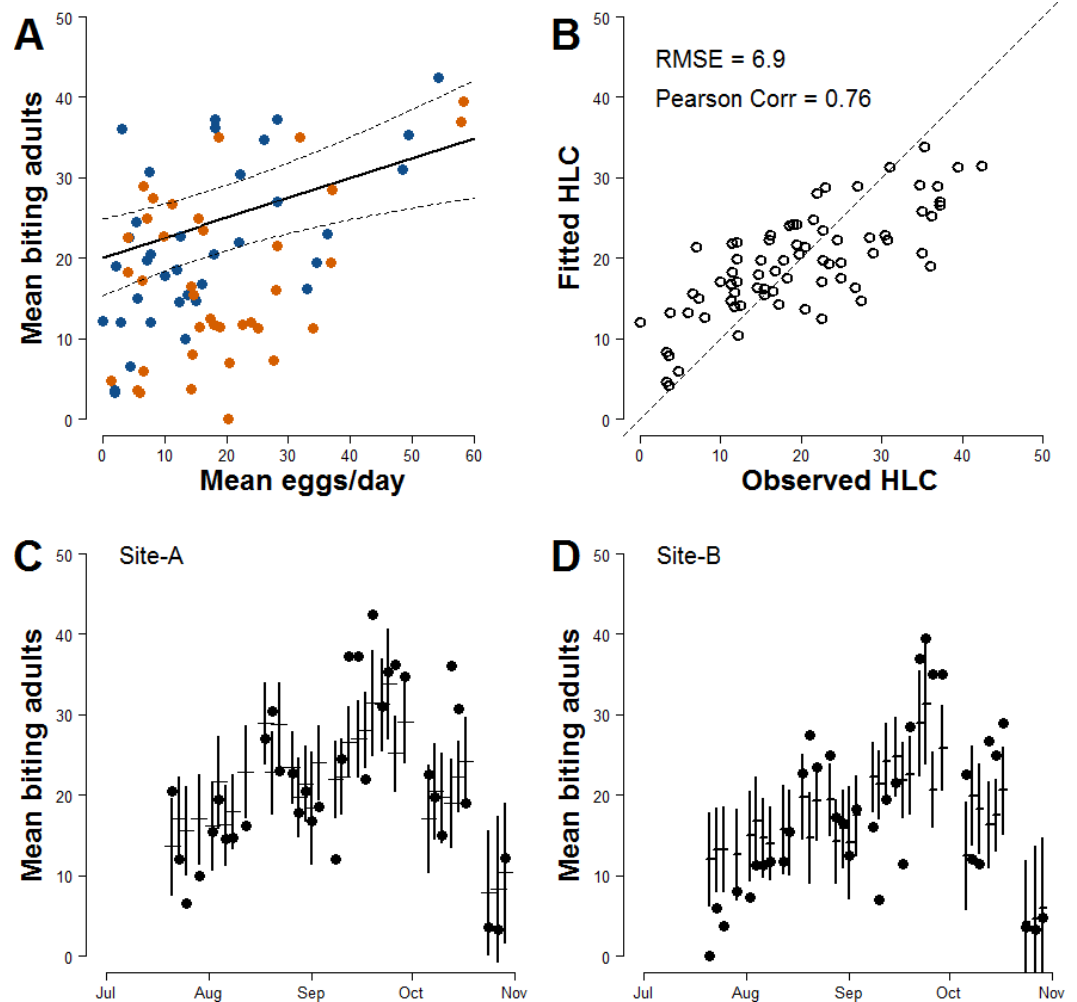 A
50
40
30
20
10
0
Mean biting adults
0 10 20 30 40 50 60
Mean eggs/day
B
RMSE = 6.9
Pearson Corr = 0.76
50
40
30
20
10
0
Fitted HLC
0 10 20 30 40 50
Observed HLC
C
Site-A
50
40
30
20
10
0
Mean biting adults
Jul Aug Sep Oct Nov
D
Site-B
50
40
30
20
10
0
Mean biting adults
Jul Aug Sep Oct Nov